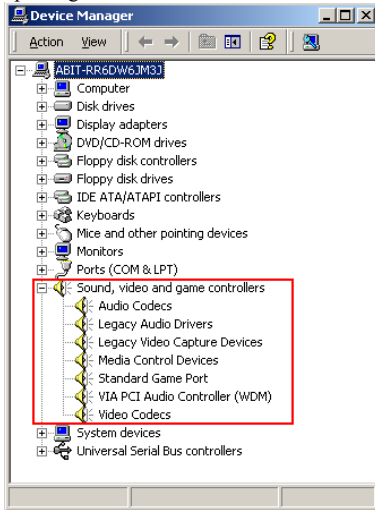 Device Manager
Action View
ABIT-RR6DW6JM3J
Computer
Disk drives
Display adapters
DVD/CD-ROM drives
Floppy disk controllers
Floppy disk drives
IDE ATA/ATAPI controllers
Keyboards
Mice and other pointing devices
Monitors
Ports (COM & LPT)
Sound, video and game controllers
Audio Codecs
Legacy Audio Drivers
Legacy Video Capture Devices
Media Control Devices
Standard Game Port
VIA PCI Audio Controller (WDM)
Video Codecs
System devices
Universal Serial Bus controllers